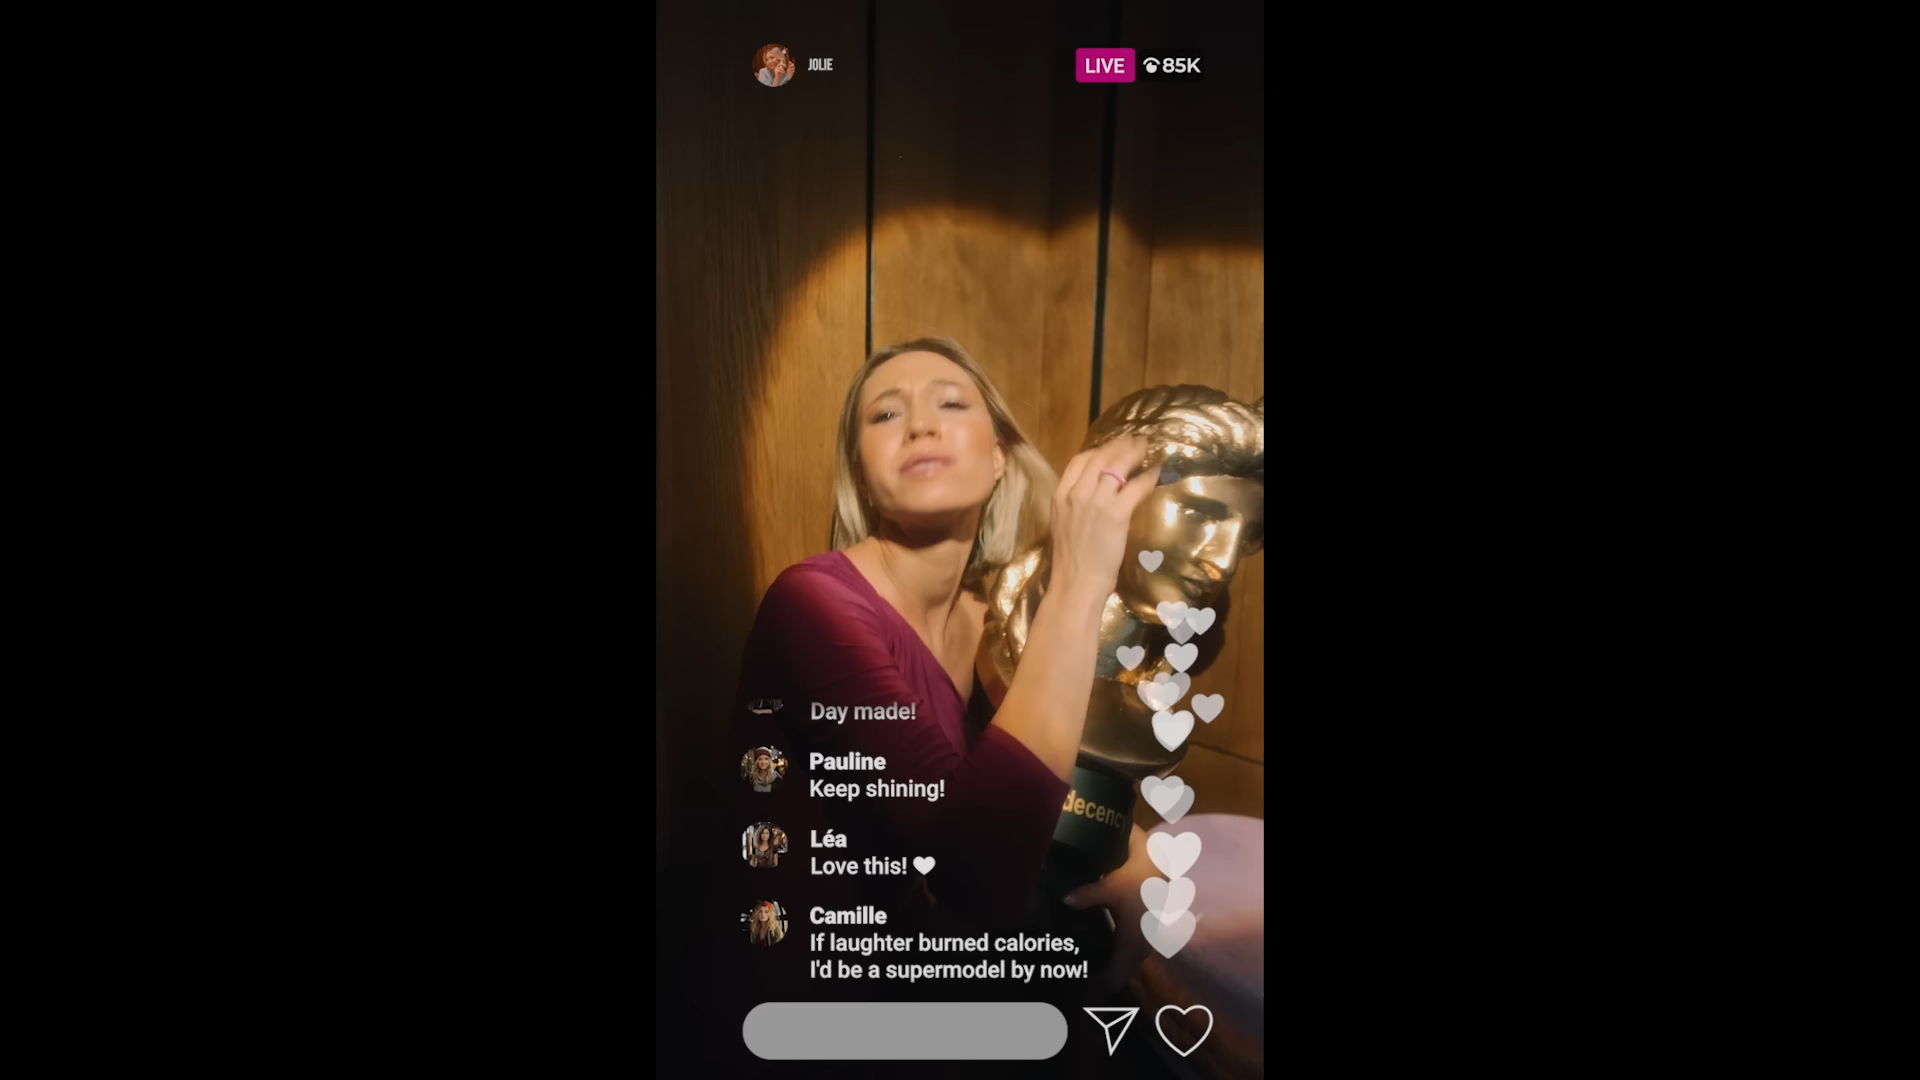 JOLIE
LIVE 85K
Day made!
Pauline
Keep shining!
Léa
Love this!
Camille
If laughter burned calories,
I'd be a supermodel by now!
decency